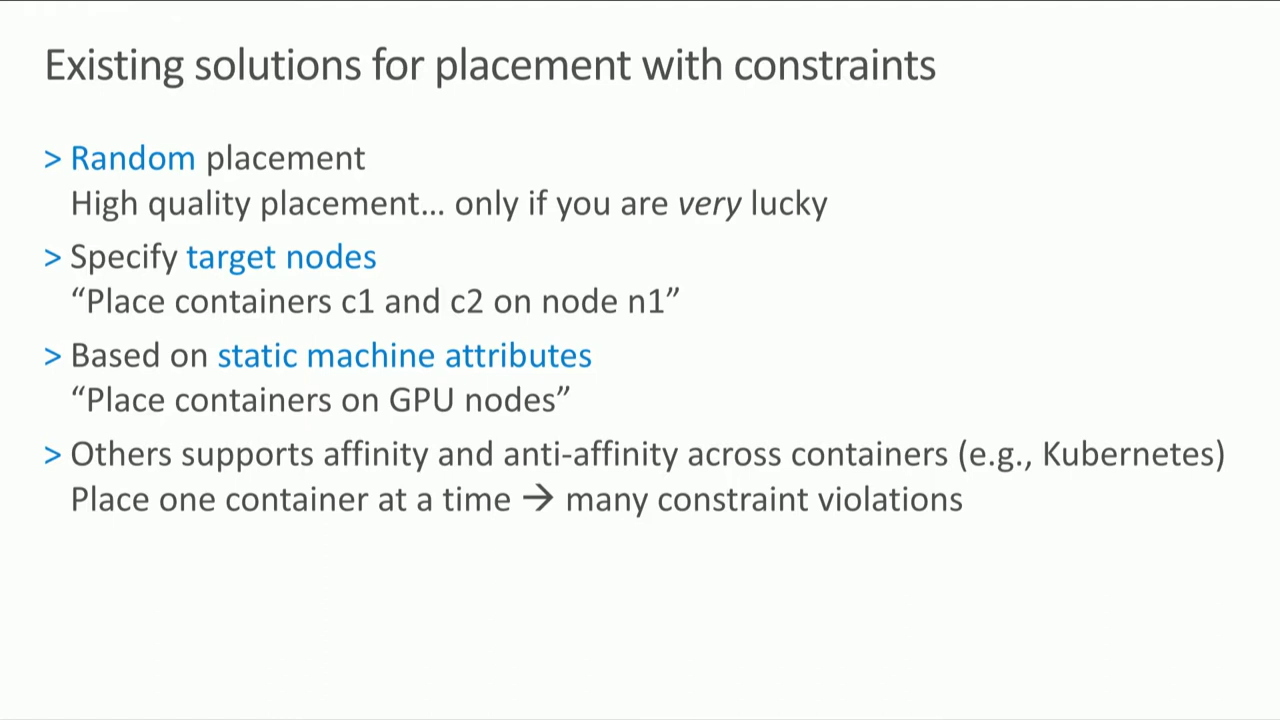 Existing solutions for placement with constraints
> Random placement
High quality placement... only if you are very lucky
> Specify target nodes
“Place containers c1 and c2 on node n1”
> Based on static machine attributes
“Place containers on GPU nodes”
> Others supports affinity and anti-affinity across containers (e.g., Kubernetes)
Place one container at a time → many constraint violations